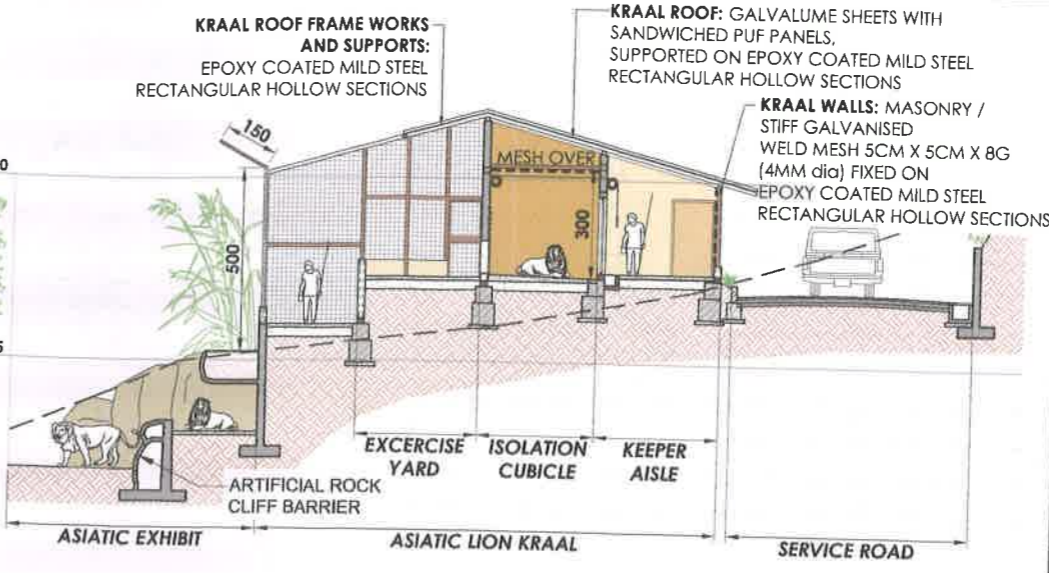 KRAAL ROOF FRAME WORKS
AND SUPPORTS:
EPOXY COATED MILD STEEL
RECTANGULAR HOLLOW SECTIONS
KRAAL ROOF: GALVALUME SHEETS WITH
SANDWICHED PUF PANELS,
SUPPORTED ON EPOXY COATED MILD STEEL
RECTANGULAR HOLLOW SECTIONS
KRAAL WALLS: MASONRY /
STIFF GALVANISED
WELD MESH 5CM X 5CM X 8G
(4MM dia) FIXED ON
EPOXY COATED MILD STEEL
RECTANGULAR HOLLOW SECTIONS
150
0
MESH OVER
500
300
5
EXCERCISE
YARD
ISOLATION
CUBICLE
KEEPER
AISLE
ARTIFICIAL ROCK
CLIFF BARRIER
ASIATIC EXHIBIT
ASIATIC LION KRAAL
SERVICE ROAD